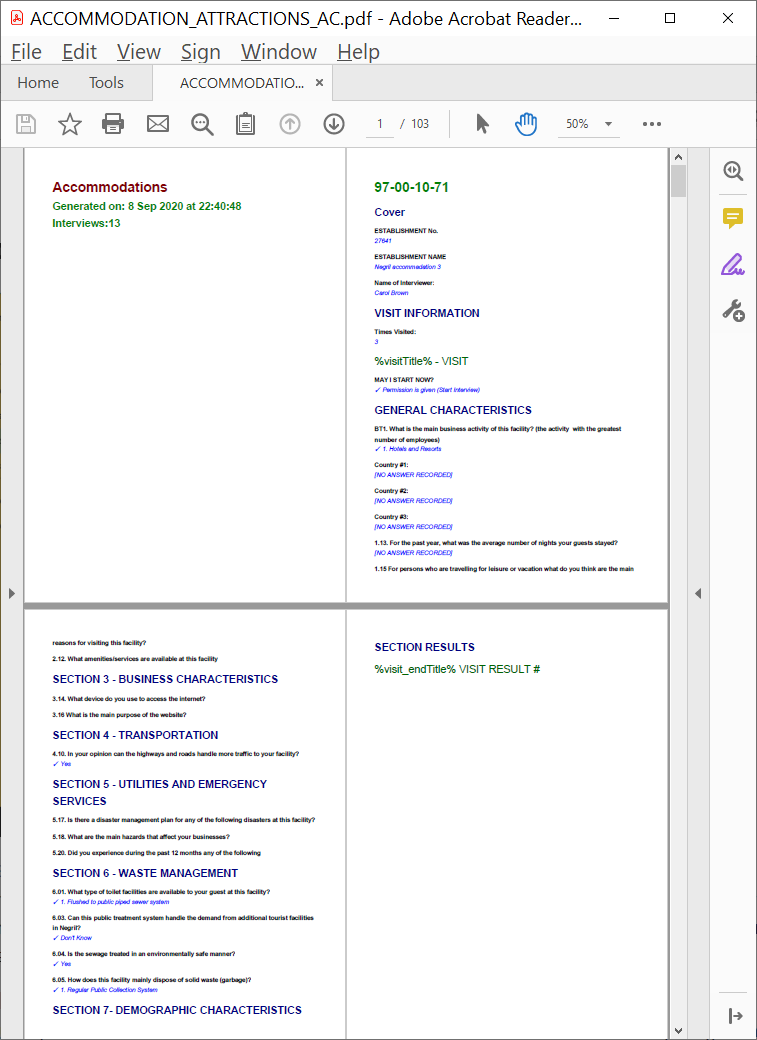 ACCOMMODATION_ATTRACTIONS_AC.pdf - Adobe Acrobat Reader...
File Edit View Sign Window Help
Home Tools ACCOMMODATIO... ×
1 / 103 50%
Accommodations
Generated on: 8 Sep 2020 at 22:40:48
Interviews:13
97-00-10-71
Cover
ESTABLISHMENT No.
27641
ESTABLISHMENT NAME
Negril accommodation 3
Name of Interviewer:
Carol Brown
VISIT INFORMATION
Times Visited:
3
%visitTitle% - VISIT
MAY I START NOW?
✓ Permission is given (Start Interview)
GENERAL CHARACTERISTICS
BT1. What is the main business activity of this facility? (the activity with the greatest
number of employees)
✓ 1. Hotels and Resorts
Country #1:
[NO ANSWER RECORDED]
Country #2:
[NO ANSWER RECORDED]
Country #3:
[NO ANSWER RECORDED]
1.13. For the past year, what was the average number of nights your guests stayed?
[NO ANSWER RECORDED]
1.15 For persons who are travelling for leisure or vacation what do you think are the main
reasons for visiting this facility?
2.12. What amenities/services are available at this facility
SECTION 3 - BUSINESS CHARACTERISTICS
3.14. What device do you use to access the internet?
3.16 What is the main purpose of the website?
SECTION 4 - TRANSPORTATION
4.10. In your opinion can the highways and roads handle more traffic to your facility?
✓ Yes
SECTION 5 - UTILITIES AND EMERGENCY
SERVICES
5.17. Is there a disaster management plan for any of the following disasters at this facility?
5.18. What are the main hazards that affect your businesses?
5.20. Did you experience during the past 12 months any of the following
SECTION 6 - WASTE MANAGEMENT
6.01. What type of toilet facilities are available to your guest at this facility?
✓ 1. Flushed to public piped sewer system
6.03. Can this public treatment system handle the demand from additional tourist facilities
in Negril?
✓ Don't Know
6.04. Is the sewage treated in an environmentally safe manner?
✓ Yes
6.05. How does this facility mainly dispose of solid waste (garbage)?
✓ 1. Regular Public Collection System
SECTION 7- DEMOGRAPHIC CHARACTERISTICS
SECTION RESULTS
%visit_endTitle% VISIT RESULT #